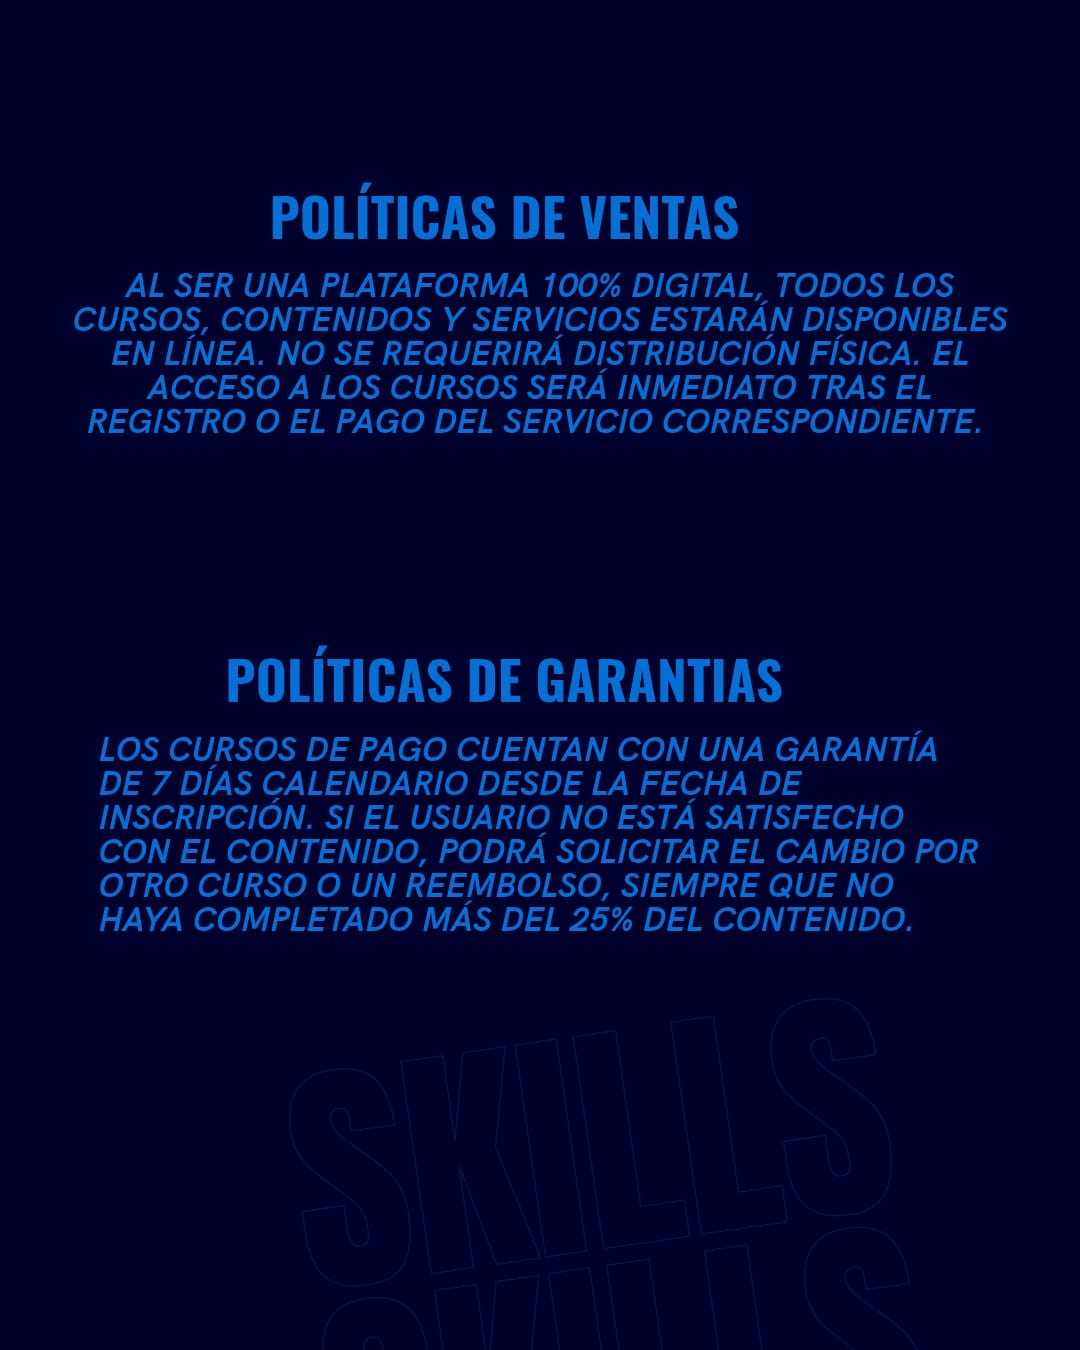 POLÍTICAS DE VENTAS
AL SER UNA PLATAFORMA 100% DIGITAL, TODOS LOS
CURSOS, CONTENIDOS Y SERVICIOS ESTARÁN DISPONIBLES
EN LÍNEA. NO SE REQUERIRÁ DISTRIBUCIÓN FÍSICA. EL
ACCESO A LOS CURSOS SERÁ INMEDIATO TRAS EL
REGISTRO O EL PAGO DEL SERVICIO CORRESPONDIENTE.
POLÍTICAS DE GARANTIAS
LOS CURSOS DE PAGO CUENTAN CON UNA GARANTÍA
DE 7 DÍAS CALENDARIO DESDE LA FECHA DE
INSCRIPCIÓN. SI EL USUARIO NO ESTÁ SATISFECHO
CON EL CONTENIDO, PODRÁ SOLICITAR EL CAMBIO POR
OTRO CURSO O UN REEMBOLSO, SIEMPRE QUE NO
HAYA COMPLETADO MÁS DEL 25% DEL CONTENIDO.
SKILLS
SKILLS